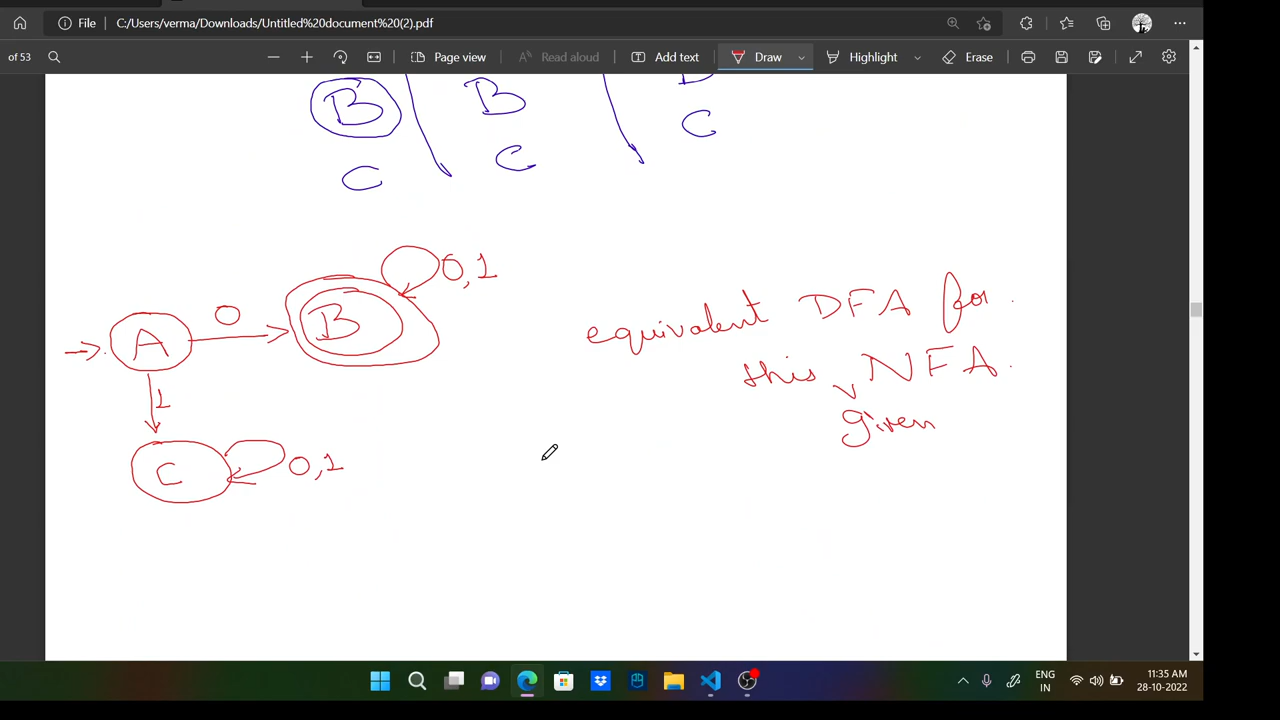 File C:/Users/verma/Downloads/Untitled%20document%20(2).pdf
of 53 Page view Read aloud Add text Draw Highlight Erase
B B
C
C C
0,1
A 0 B
equivalent DFA for
this NFA.
given
1
C 0,1
ENG
IN
11:35 AM
28-10-2022